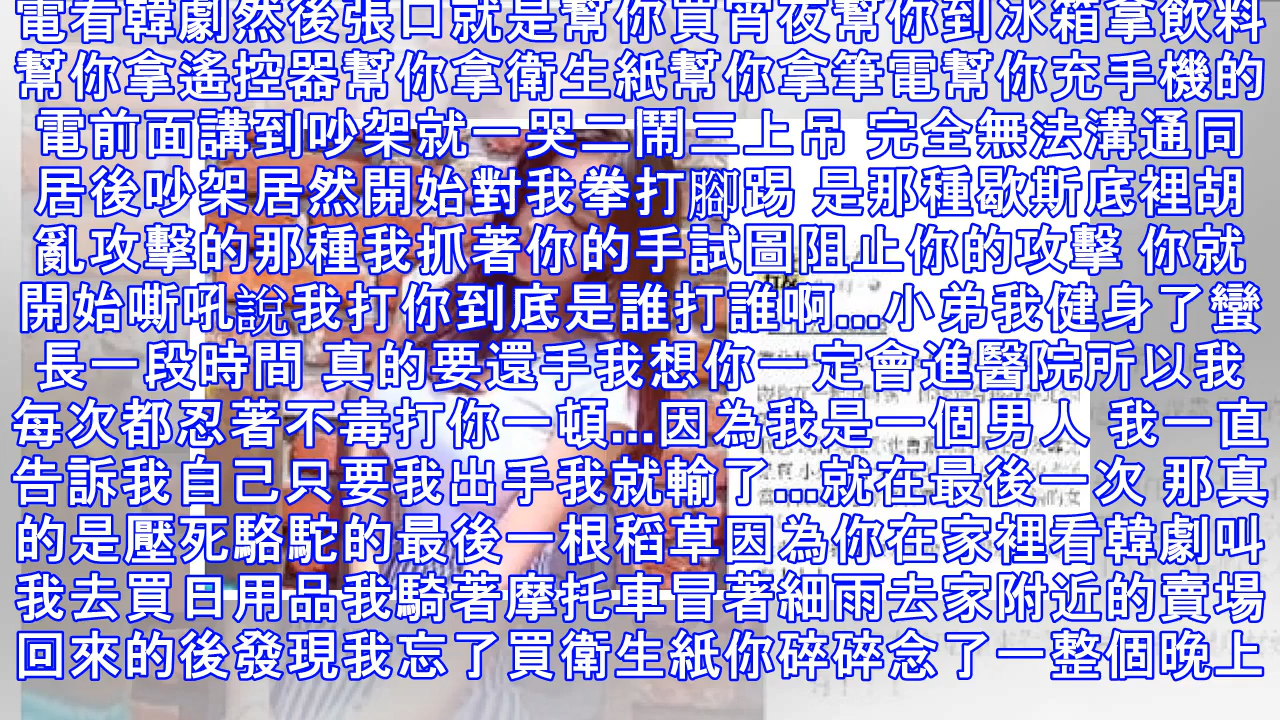 電看韓劇然後張口就是幫你買宵夜幫你到冰箱拿飲料
幫你拿遙控器幫你拿衛生紙幫你拿筆電幫你充手機的
電前面講到吵架就一哭二鬧三上吊 完全無法溝通同
居後吵架居然開始對我拳打腳踢 是那種歇斯底裡胡
亂攻擊的那種我抓著你的手試圖阻止你的攻擊 你就
開始嘶吼說我打你到底是誰打誰啊...小弟我健身了蠻
長一段時間 真的要還手我想你一定會進醫院所以我
每次都忍著不毒打你一頓...因為我是一個男人 我一直
告訴我自己只要我出手我就輸了...就在最後一次 那真
的是壓死駱駝的最後一根稻草因為你在家裡看韓劇叫
我去買日用品我騎著摩托車冒著細雨去家附近的賣場
回來的後發現我忘了買衛生紙你碎碎念了一整個晚上